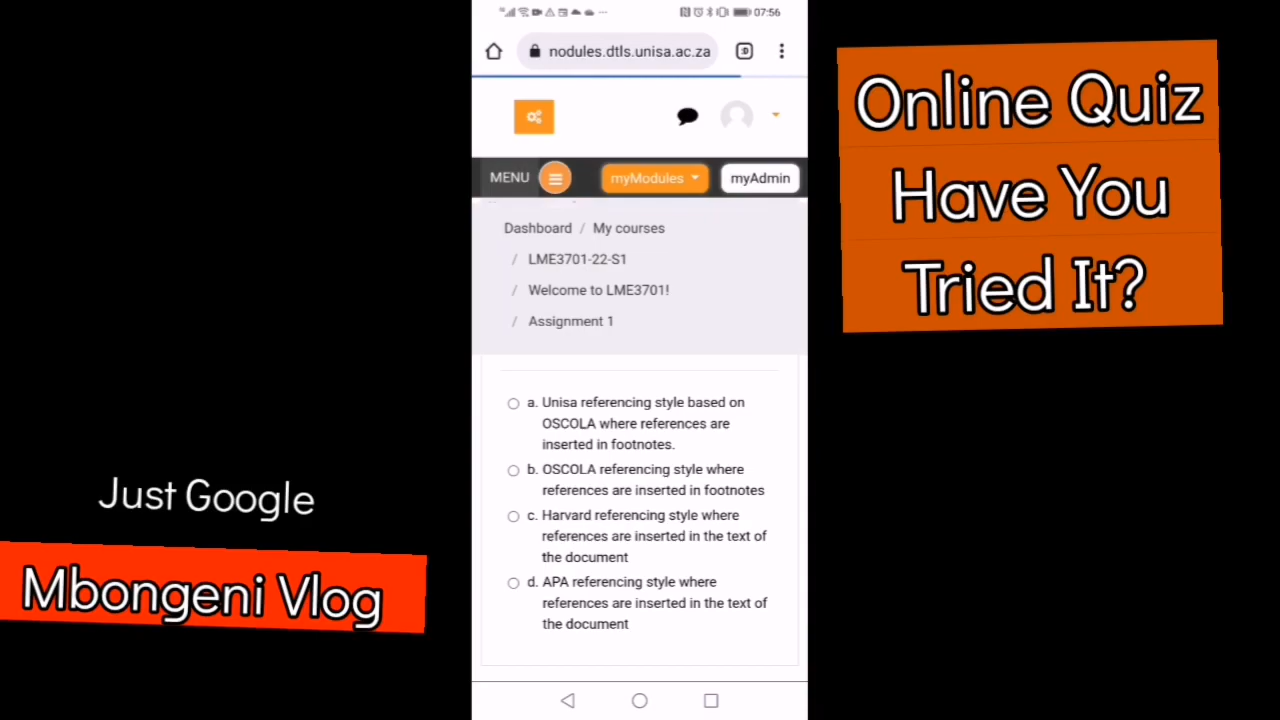 07:56
nodules.dtls.unisa.ac.za
:D
MENU
myModules
myAdmin
Dashboard / My courses
/ LME3701-22-S1
/ Welcome to LME3701!
/ Assignment 1
a. Unisa referencing style based on
OSCOLA where references are
inserted in footnotes.
b. OSCOLA referencing style where
references are inserted in footnotes
c. Harvard referencing style where
references are inserted in the text of
the document
d. APA referencing style where
references are inserted in the text of
the document
Online Quiz
Have You
Tried It?
Just Google
Mbongeni Vlog